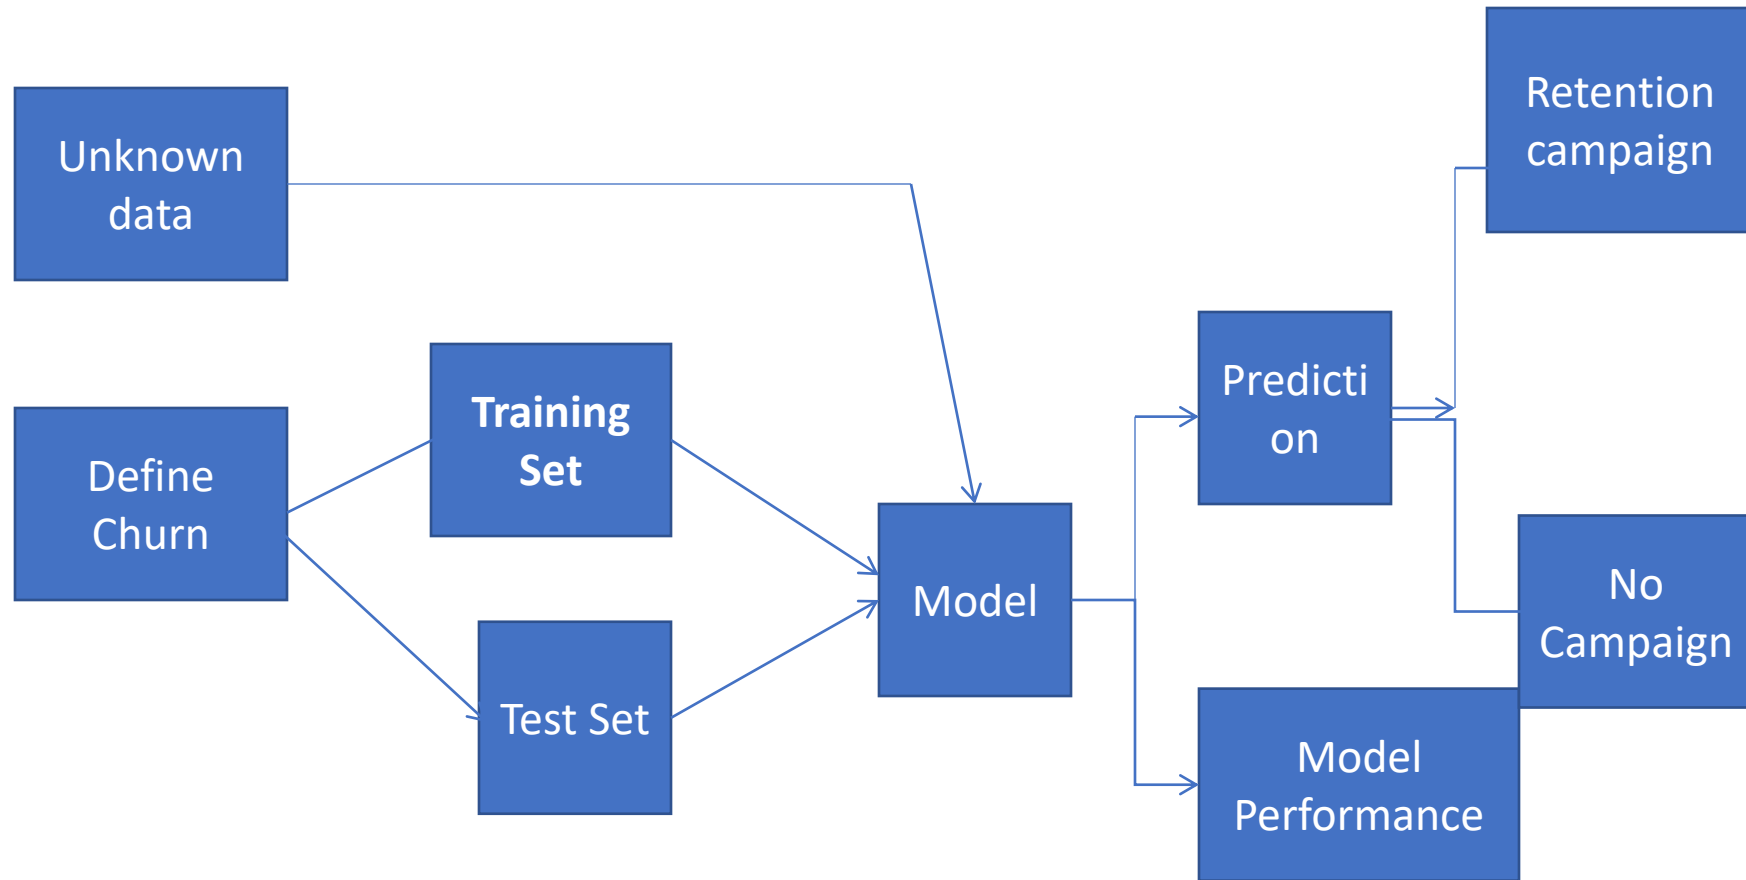 Unknown
data
Define
Churn
Training
Set
Test Set
Model
Predicti
on
Model
Performance
Retention
campaign
No
Campaign